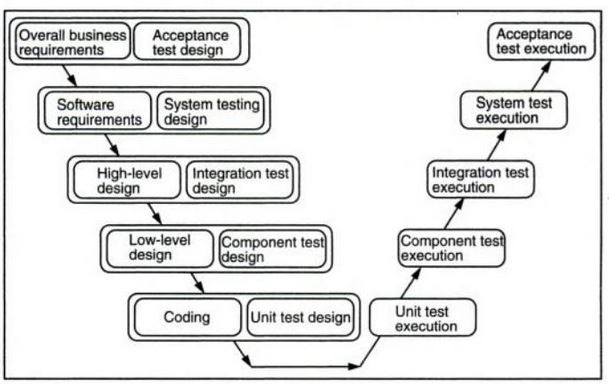 Overall business
requirements
Acceptance
test design
Acceptance
test execution
Software
requirements
System testing
design
System test
execution
High-level
design
Integration test
design
Integration test
execution
Low-level
design
Component test
design
Component test
execution
Coding
Unit test design
Unit test
execution